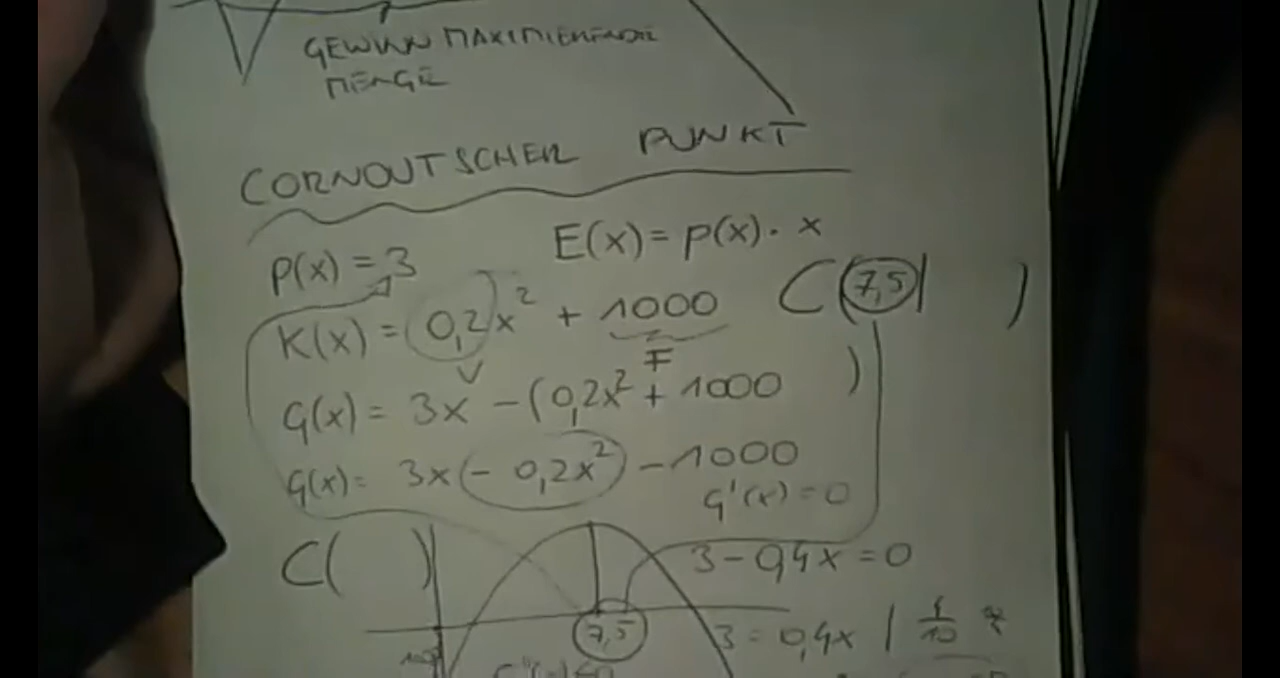 GEWINN MAXIMIERENDE
MENGE
CORNOUTSCHER PUNKT
P(x) = 3
E(x) = p(x) · x
K(x) = 0,2x² + 1000
C(7,5| )
V
F
G(x) = 3x - (0,2x² + 1000 )
G(x) = 3x - 0,2x² - 1000
G'(x) = 0
C( )
3 - 0,4x = 0
7,5
3 = 0,4x |